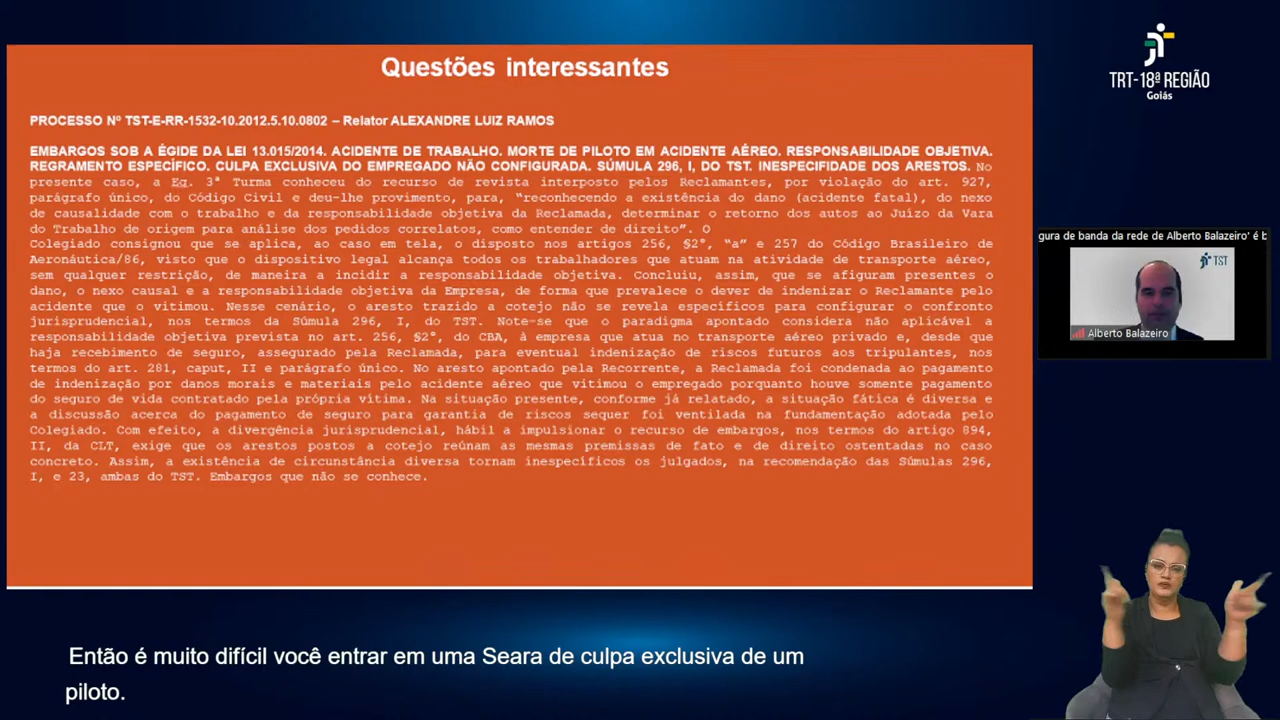 Questões interessantes
TRT-18ª REGIÃO
Goiás
PROCESSO Nº TST-E-RR-1532-10.2012.5.10.0802 – Relator ALEXANDRE LUIZ RAMOS
EMBARGOS SOB A ÉGIDE DA LEI 13.015/2014. ACIDENTE DE TRABALHO. MORTE DE PILOTO EM ACIDENTE AÉREO. RESPONSABILIDADE OBJETIVA.
REGRAMENTO ESPECÍFICO. CULPA EXCLUSIVA DO EMPREGADO NÃO CONFIGURADA. SÚMULA 296, I, DO TST. INESPECIFIDADE DOS ARESTOS. No
presente caso, a Eg. 3ª Turma conheceu do recurso de revista interposto pelos Reclamantes, por violação do art. 927,
parágrafo único, do Código Civil e deu-lhe provimento, para, “reconhecendo a existência do dano (acidente fatal), do nexo
de causalidade com o trabalho e da responsabilidade objetiva da Reclamada, determinar o retorno dos autos ao Juízo da Vara
do Trabalho de origem para análise dos pedidos correlatos, como entender de direito”. O
Colegiado consignou que se aplica, ao caso em tela, o disposto nos artigos 256, §2°, “a” e 257 do Código Brasileiro de
Aeronáutica/86, visto que o dispositivo legal alcança todos os trabalhadores que atuam na atividade de transporte aéreo,
sem qualquer restrição, de maneira a incidir a responsabilidade objetiva. Concluiu, assim, que se afiguram presentes o
dano, o nexo causal e a responsabilidade objetiva da Empresa, de forma que prevalece o dever de indenizar o Reclamante pelo
acidente que o vitimou. Nesse cenário, o aresto trazido a cotejo não se revela específicos para configurar o confronto
jurisprudencial, nos termos da Súmula 296, I, do TST. Note-se que o paradigma apontado considera não aplicável a
responsabilidade objetiva prevista no art. 256, §2°, do CBA, à empresa que atua no transporte aéreo privado e, desde que
haja recebimento de seguro, assegurado pela Reclamada, para eventual indenização de riscos futuros aos tripulantes, nos
termos do art. 281, caput, II e parágrafo único. No aresto apontado pela Recorrente, a Reclamada foi condenada ao pagamento
de indenização por danos morais e materiais pelo acidente aéreo que vitimou o empregado porquanto houve somente pagamento
do seguro de vida contratado pela própria vítima. Na situação presente, conforme já relatado, a situação fática é diversa e
a discussão acerca do pagamento de seguro para garantia de riscos sequer foi ventilada na fundamentação adotada pelo
Colegiado. Com efeito, a divergência jurisprudencial, hábil a impulsionar o recurso de embargos, nos termos do artigo 894,
II, da CLT, exige que os arestos postos a cotejo reúnam as mesmas premissas de fato e de direito ostentadas no caso
concreto. Assim, a existência de circunstância diversa tornam inespecíficos os julgados, na recomendação das Súmulas 296,
I, e 23, ambas do TST. Embargos que não se conhece.
gura de banda da rede de Alberto Balazeiro' é b
TST
Alberto Balazeiro
Então é muito difícil você entrar em uma Seara de culpa exclusiva de um
piloto.